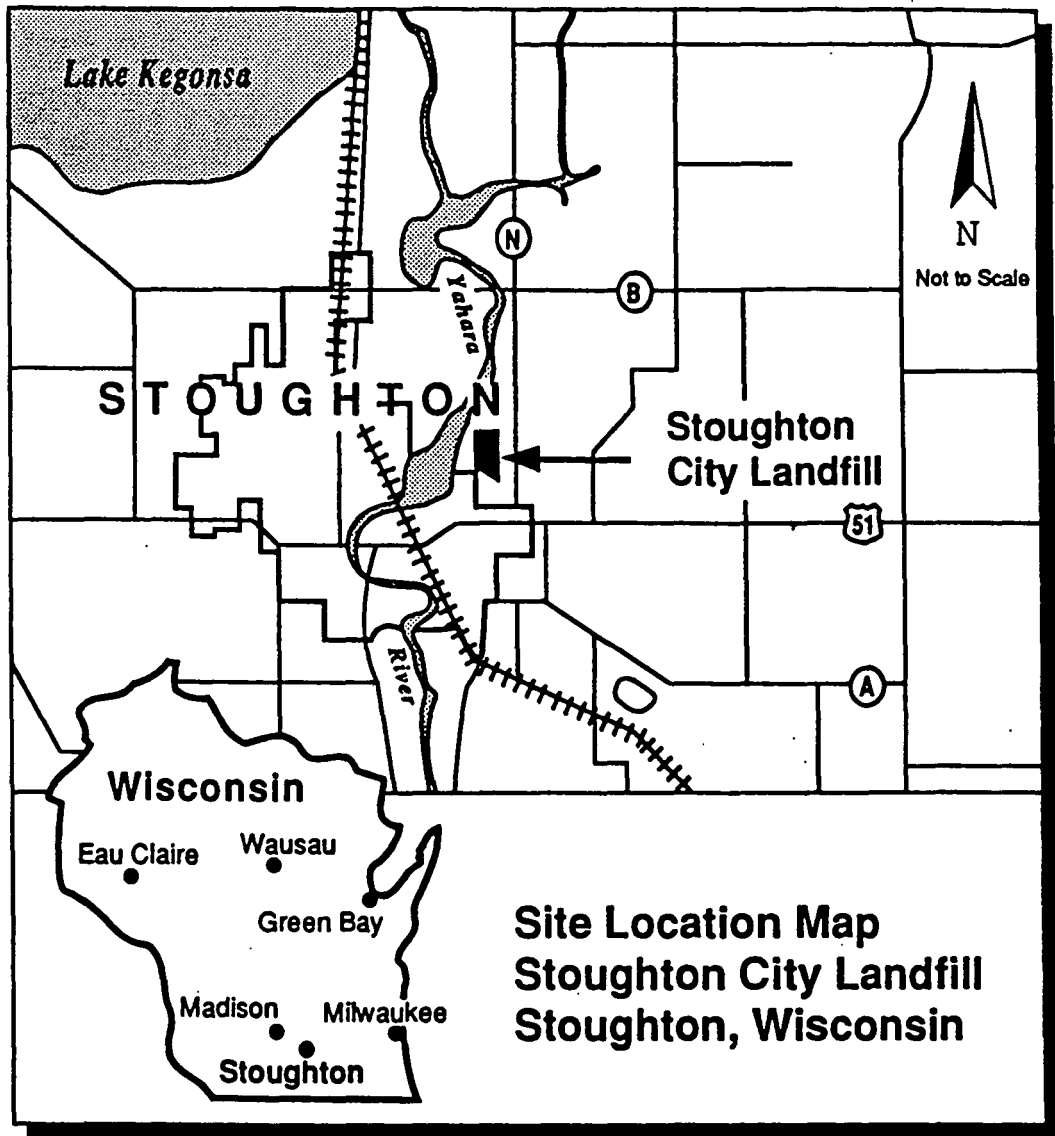 Lake Kegonsa
N
N
Not to Scale
B
Yahara
STOUGHTON
Stoughton
City Landfill
51
River
A
Wisconsin
Eau Claire
Wausau
Green Bay
Madison
Milwaukee
Stoughton
Site Location Map
Stoughton City Landfill
Stoughton, Wisconsin